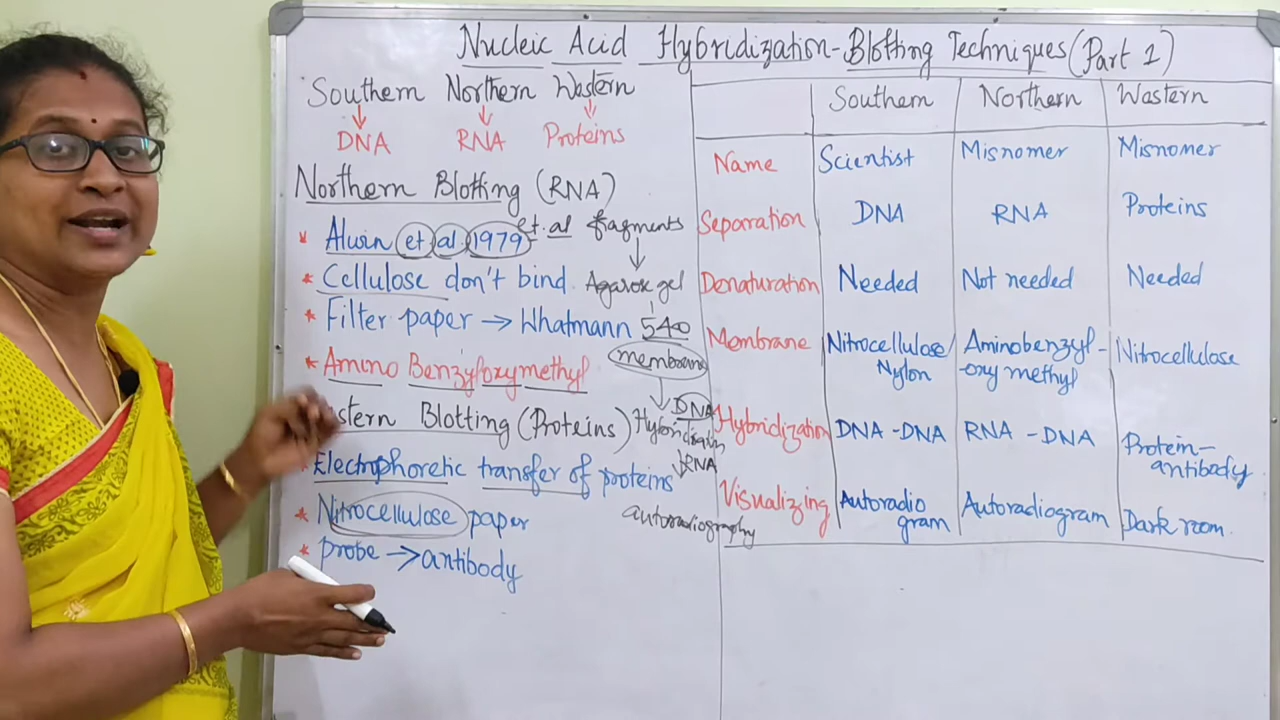 Nucleic Acid Hybridization-Blotting Techniques (Part 1)
Southern Northern Western
DNA RNA Proteins
Northern Blotting (RNA)
Alwin et al 1979 et.al fragments
* Cellulose don't bind Agarose gel
* Filter paper → Whatmann 540
* Amino Benzyloxymethyl membrane
stern Blotting (Proteins)
DNA
RNA
* Electrophoretic transfer of proteins
* Nitrocellulose paper autoradiography
* Probe → antibody
Southern Northern Western
Name Scientist Misnomer Misnomer
Separation DNA RNA Proteins
Denaturation Needed Not needed Needed
Membrane Nitrocellulose/ Aminobenzyl- Nitrocellulose
Nylon -oxy methyl
Hybridization DNA -DNA RNA -DNA Protein-
antibody
Visualizing Autoradio Autoradiogram Dark room.
gram